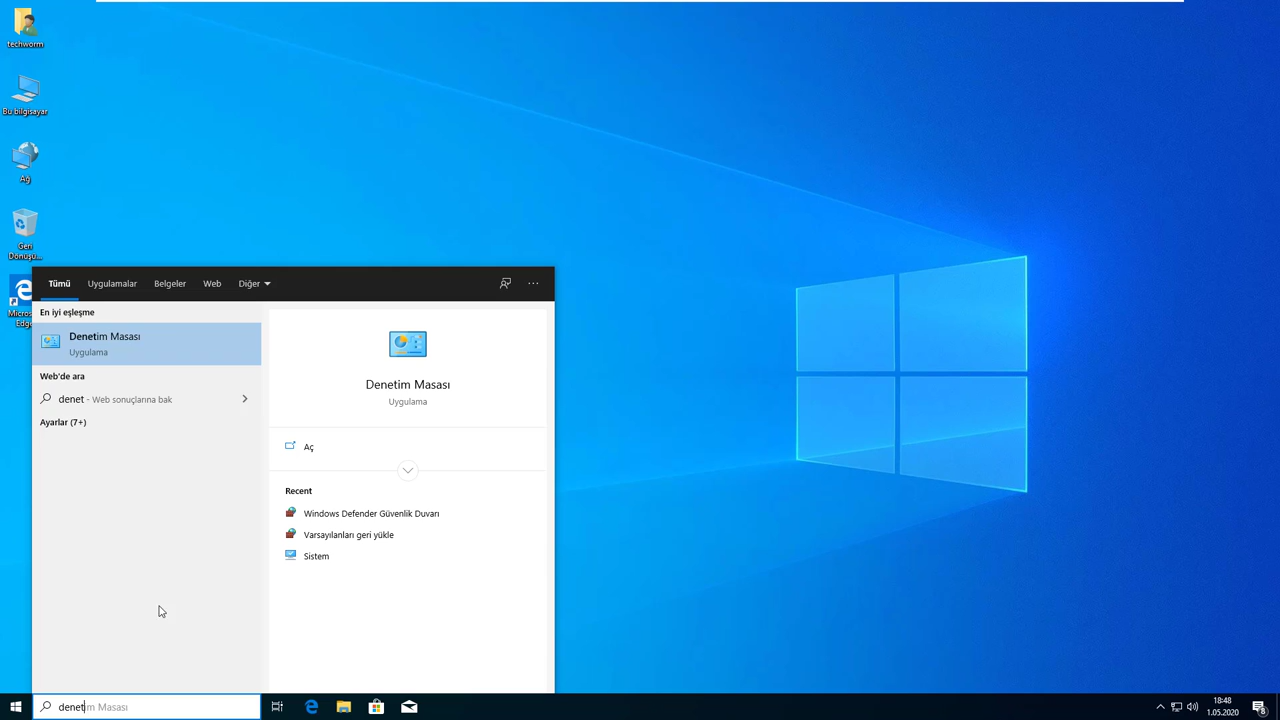 techworm
Bu bilgisayar
Ağ
Geri
Dönüşü...
Micros
Edge
Tümü
Uygulamalar
Belgeler
Web
Diğer
En iyi eşleşme
Denetim Masası
Uygulama
Web'de ara
denet - Web sonuçlarına bak
Ayarlar (7+)
Denetim Masası
Uygulama
Aç
Recent
Windows Defender Güvenlik Duvarı
Varsayılanları geri yükle
Sistem
denetim Masası
18:48
1.05.2020
8